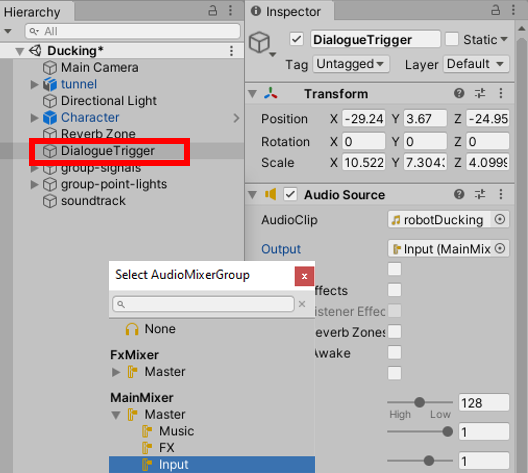 Hierarchy
All
Ducking*
Main Camera
tunnel
Directional Light
Character
Reverb Zone
DialogueTrigger
group-signals
group-point-lights
soundtrack
Inspector
DialogueTrigger
Static
Tag Untagged Layer Default
Transform
Position X -29.24 Y 3.67 Z -24.95
Rotation X 0 Y 0 Z 0
Scale X 10.522 Y 7.3043 Z 4.0999
Audio Source
AudioClip robotDucking
Output Input (MainMix
ffects
istener Effec
everb Zones
Awake
128
High Low
1
1
Select AudioMixerGroup
None
FxMixer
Master
MainMixer
Master
Music
FX
Input